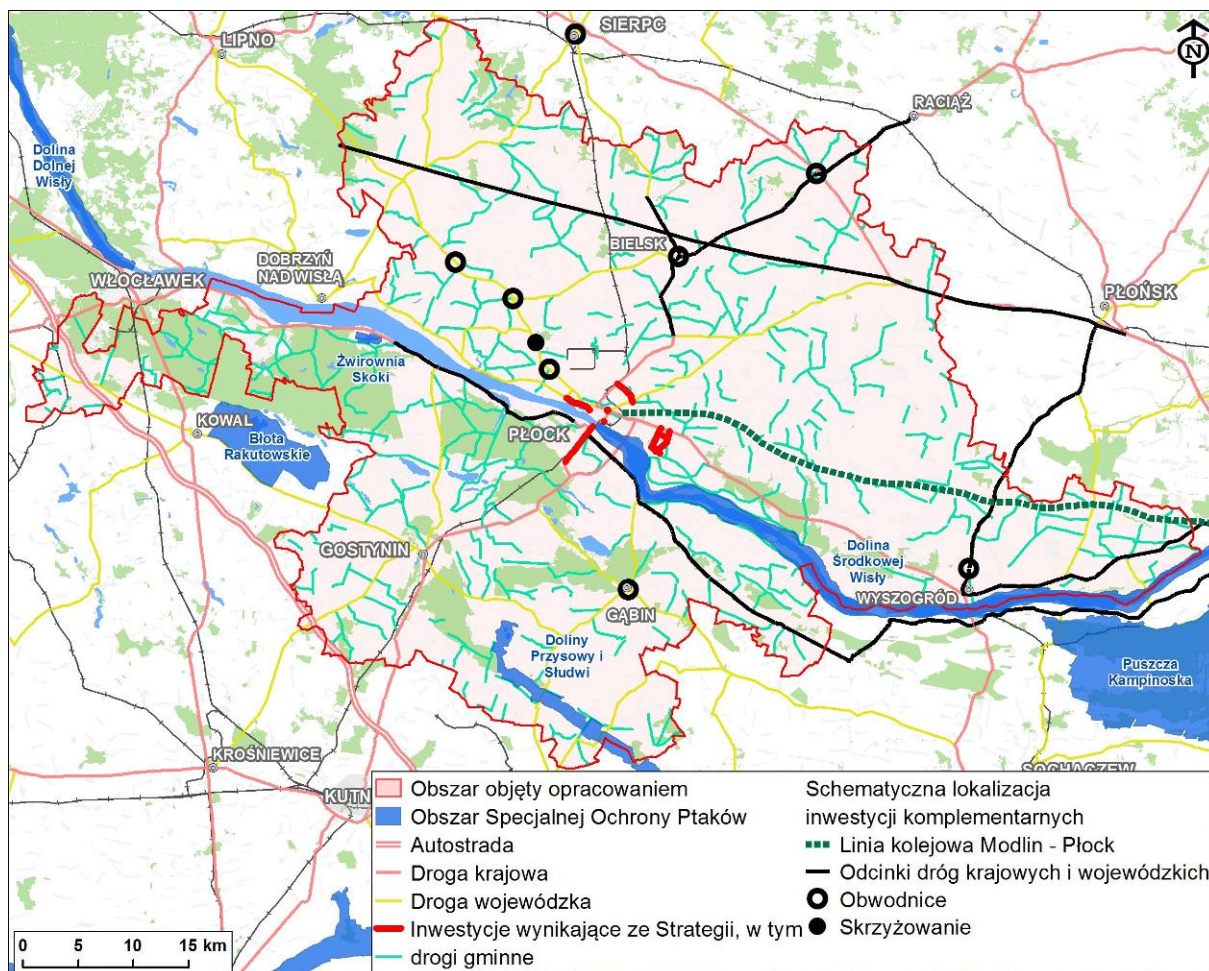 SIERPC
LIPNO
N
RACIĄŻ
Dolina
Dolnej
Wisły
BIELSK
DOBRZYŃ
NAD WISŁĄ
WŁOCŁAWEK
PŁOŃSK
Żwirownia
Skoki
KOWAL
Błota
Rakutowskie
PŁOCK
GOSTYNIN
Dolina
Środkowej
Wisły
WYSZOGRÓD
GĄBIN
Doliny
Przysowy i
Słudwi
Puszcza
Kampinoska
KROŚNIEWICE
SOCHACZEW
KUTN
Obszar objęty opracowaniem
Obszar Specjalnej Ochrony Ptaków
Autostrada
Droga krajowa
Droga wojewódzka
Inwestycje wynikające ze Strategii, w tym
drogi gminne
Schematyczna lokalizacja
inwestycji komplementarnych
Linia kolejowa Modlin - Płock
Odcinki dróg krajowych i wojewódzkich
Obwodnice
Skrzyżowanie
0 5 10 15 km